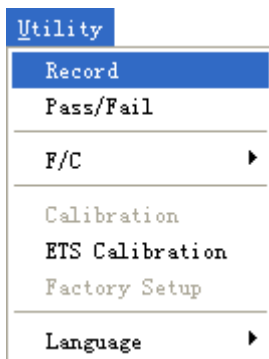 Utility
Record
Pass/Fail
F/C
Calibration
ETS Calibration
Factory Setup
Language